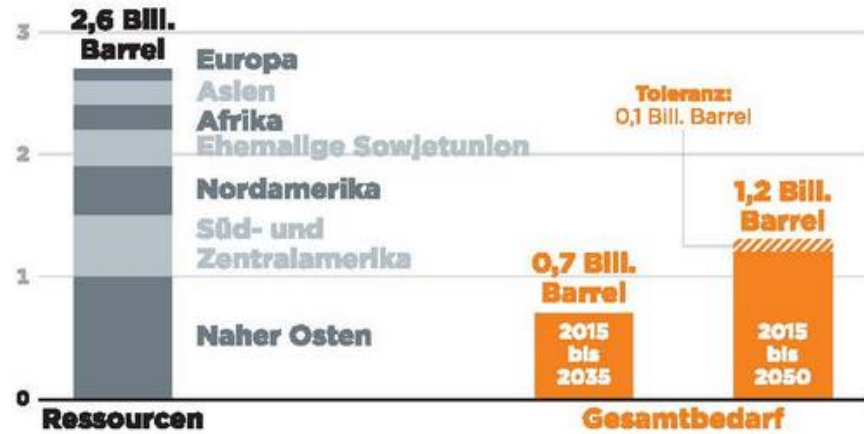 3
2
1
0
2,6 Bill.
Barrel
Europa
Asien
Afrika
Ehemalige Sowjetunion
Nordamerika
Süd- und
Zentralamerika
Naher Osten
Ressourcen
Toleranz:
0,1 Bill. Barrel
0,7 Bill.
Barrel
2015
bis
2035
1,2 Bill.
Barrel
2015
bis
2050
Gesamtbedarf